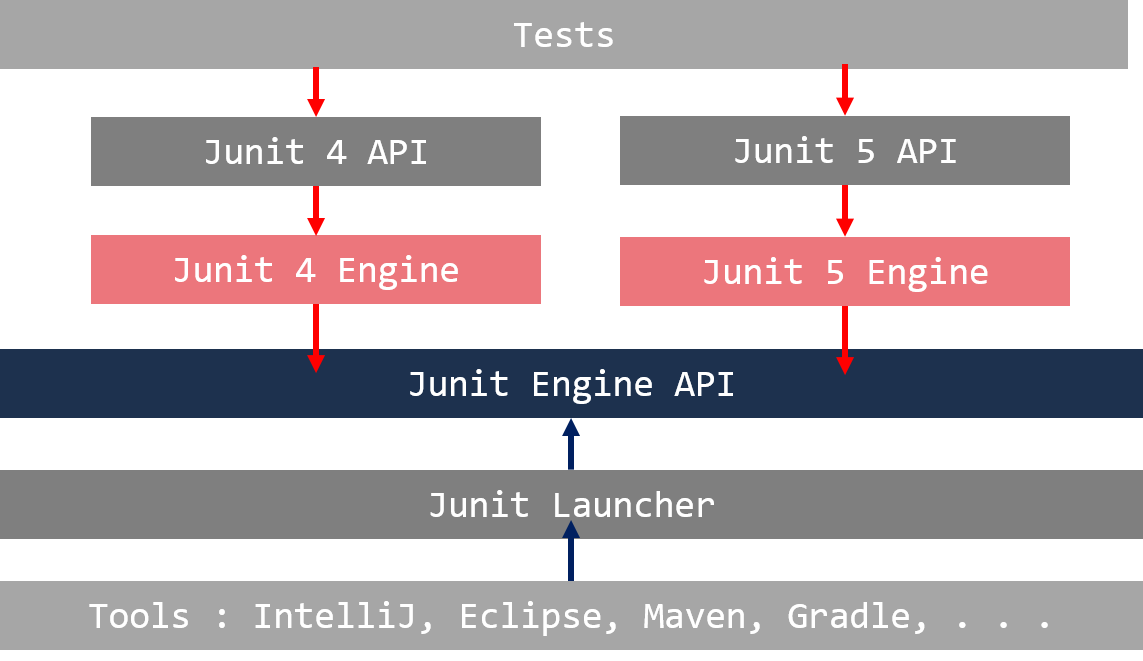 Tests
Junit 4 API
Junit 5 API
Junit 4 Engine
Junit 5 Engine
Junit Engine API
Junit Launcher
Tools : IntelliJ, Eclipse, Maven, Gradle, . . .